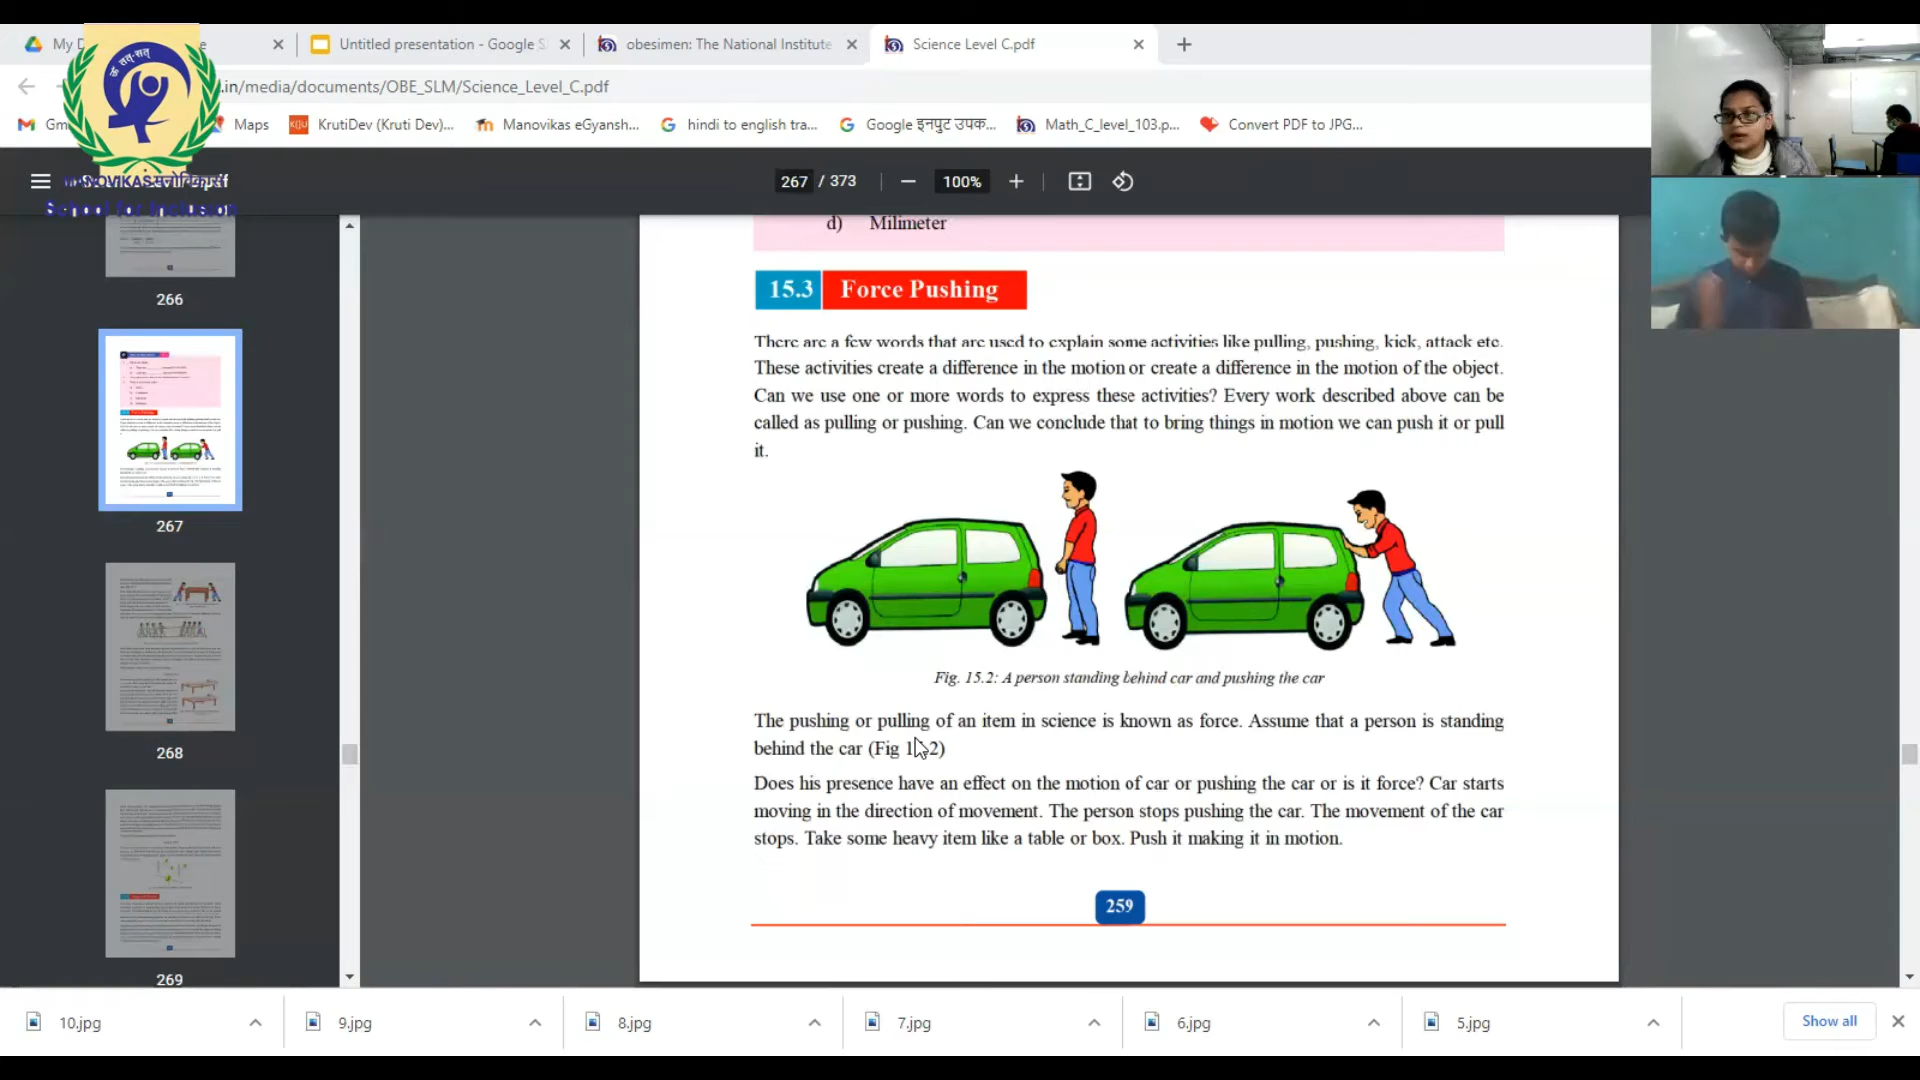 My D
Untitled presentation - Google S
obesimen: The National Institute
Science Level C.pdf
.in/media/documents/OBE_SLM/Science_Level_C.pdf
Maps
KrutiDev (Kruti Dev)...
Manovikas eGyansh...
hindi to english tra...
Google इनपुट उपक...
Math_C_level_103.p...
Convert PDF to JPG...
School for Inclusion
267 / 373
100%
266
267
268
269
d) Milimeter
15.3 Force Pushing
There are a few words that are used to explain some activities like pulling, pushing, kick, attack etc.
These activities create a difference in the motion or create a difference in the motion of the object.
Can we use one or more words to express these activities? Every work described above can be
called as pulling or pushing. Can we conclude that to bring things in motion we can push it or pull
it.
Fig. 15.2: A person standing behind car and pushing the car
The pushing or pulling of an item in science is known as force. Assume that a person is standing
behind the car (Fig 15.2)
Does his presence have an effect on the motion of car or pushing the car or is it force? Car starts
moving in the direction of movement. The person stops pushing the car. The movement of the car
stops. Take some heavy item like a table or box. Push it making it in motion.
259
10.jpg
9.jpg
8.jpg
7.jpg
6.jpg
5.jpg
Show all